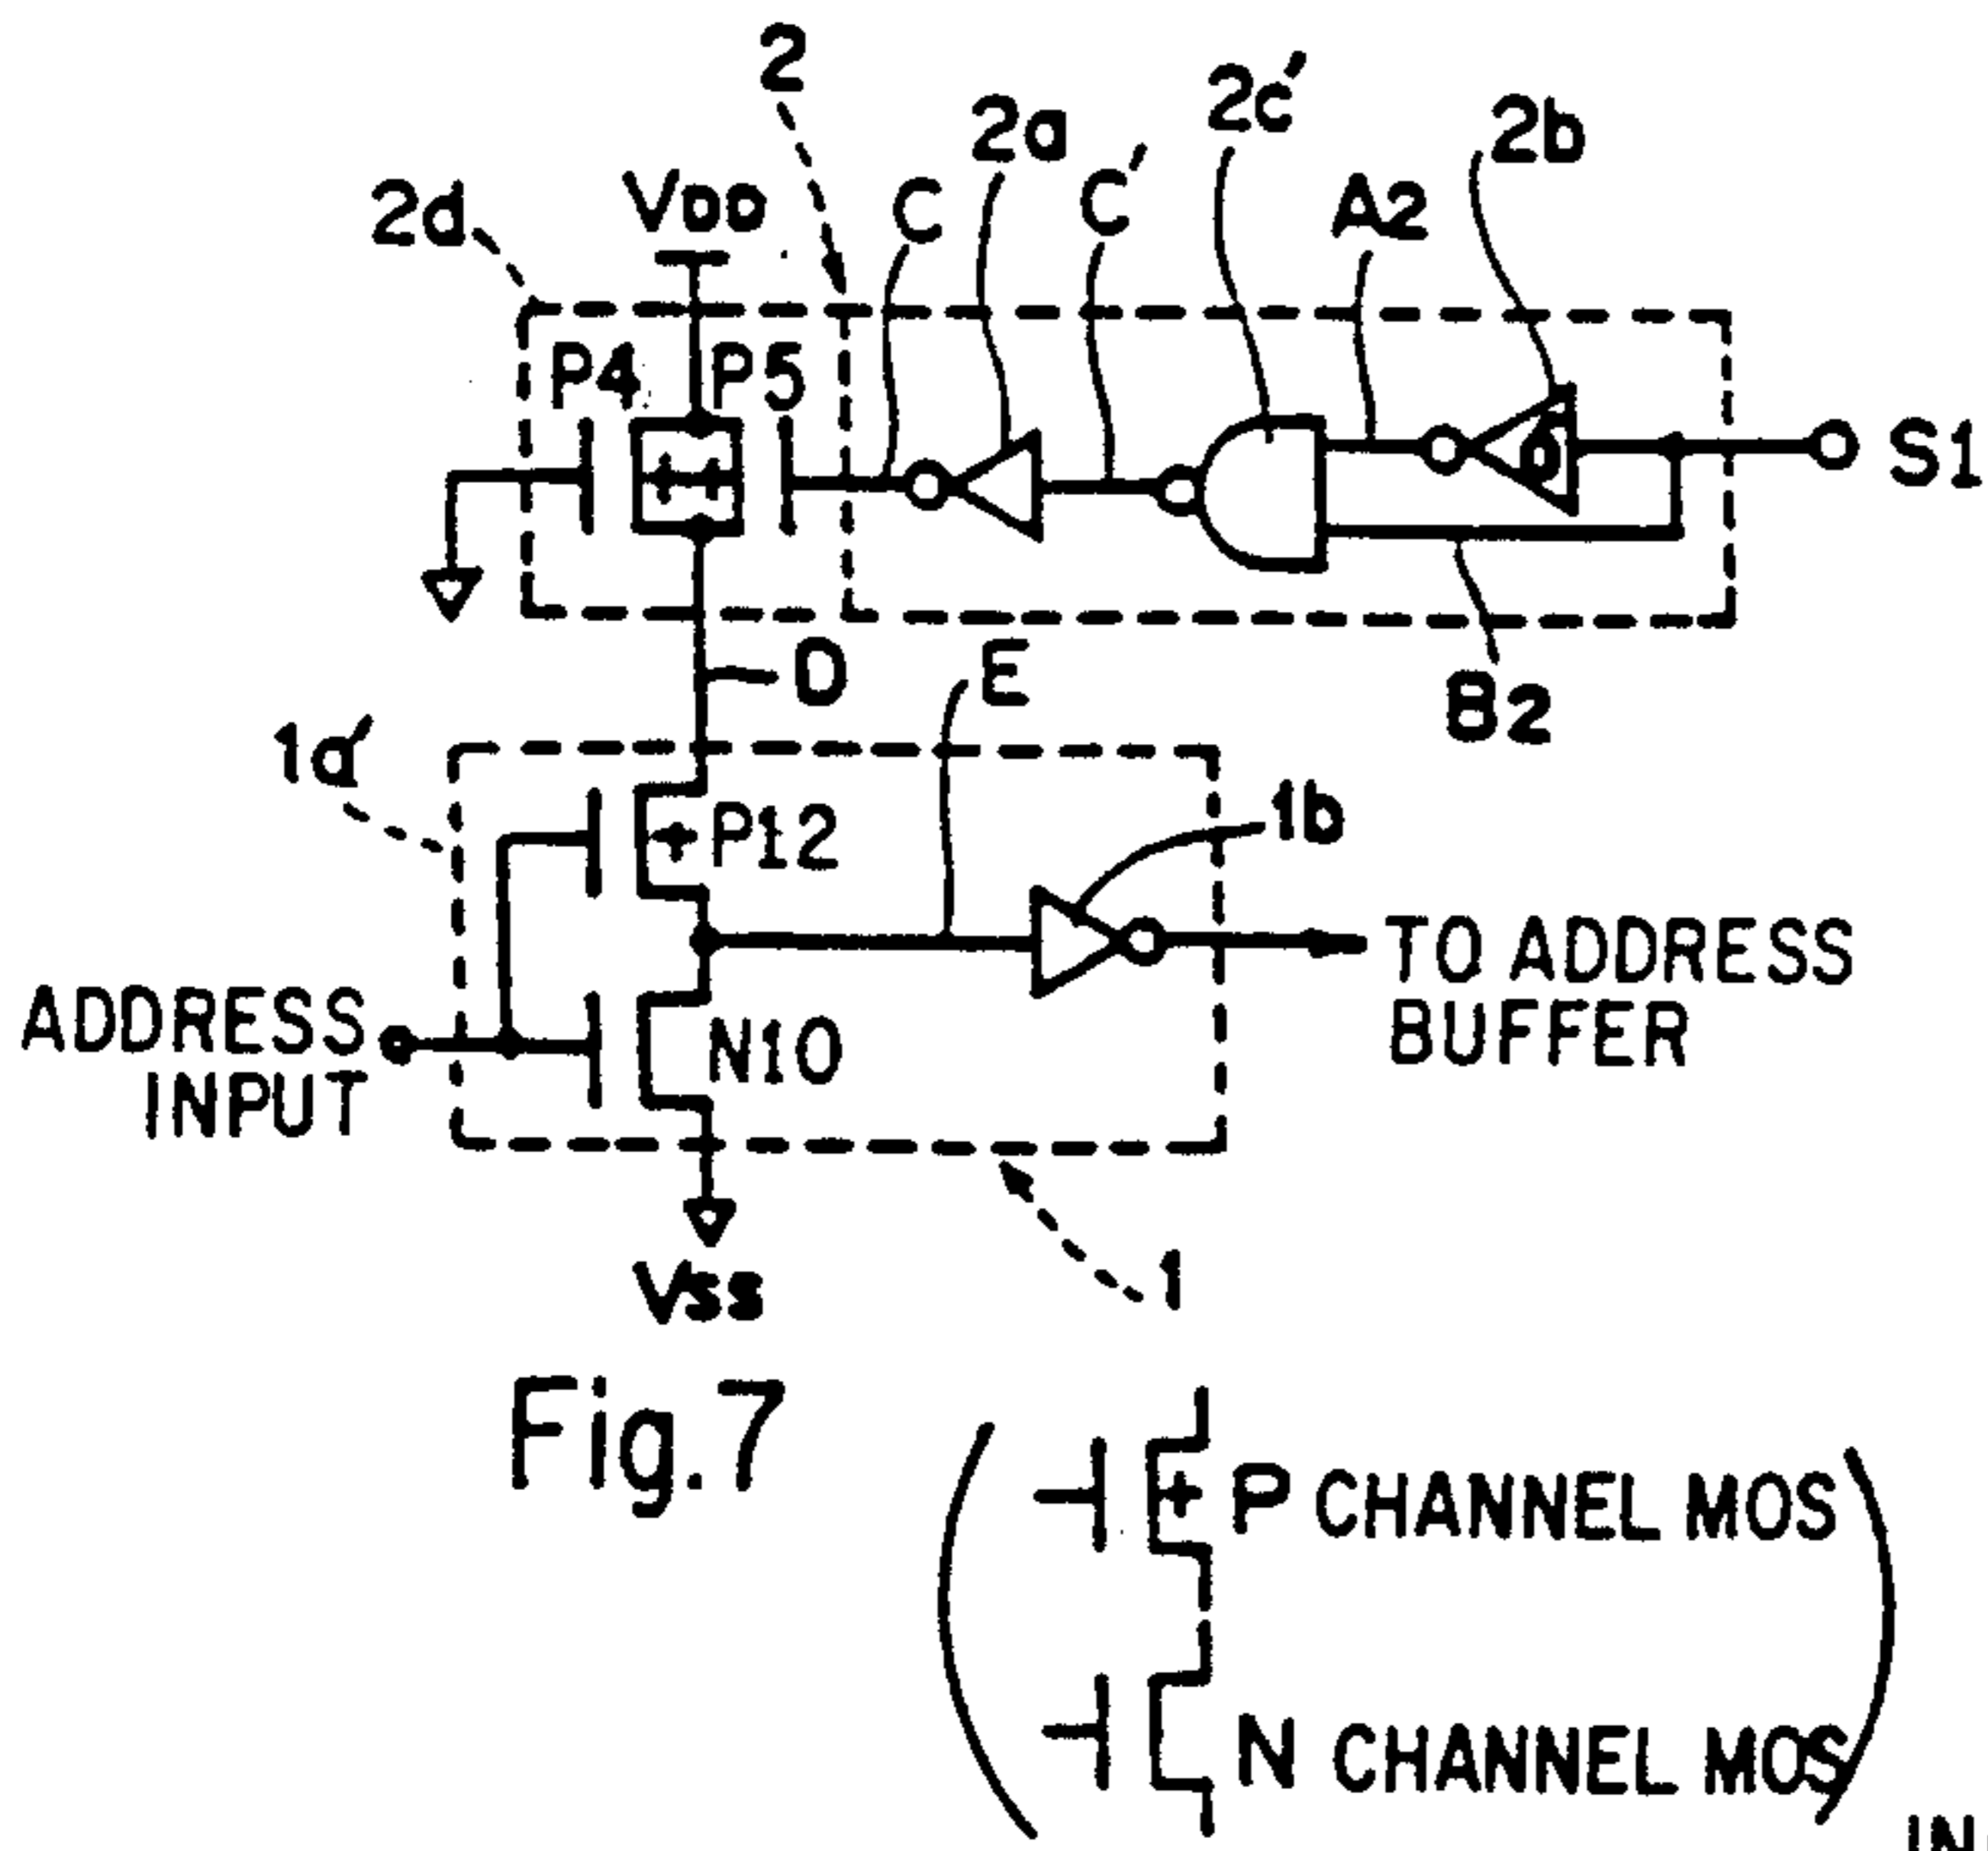 2
2a
2c'
2b
2d
VDD
C
C'
A2
P4
P5
S1
D
E
B2
1a'
P12
1b
TO ADDRESS
BUFFER
ADDRESS
INPUT
N10
1
VSS
Fig.7
P CHANNEL MOS
N CHANNEL MOS